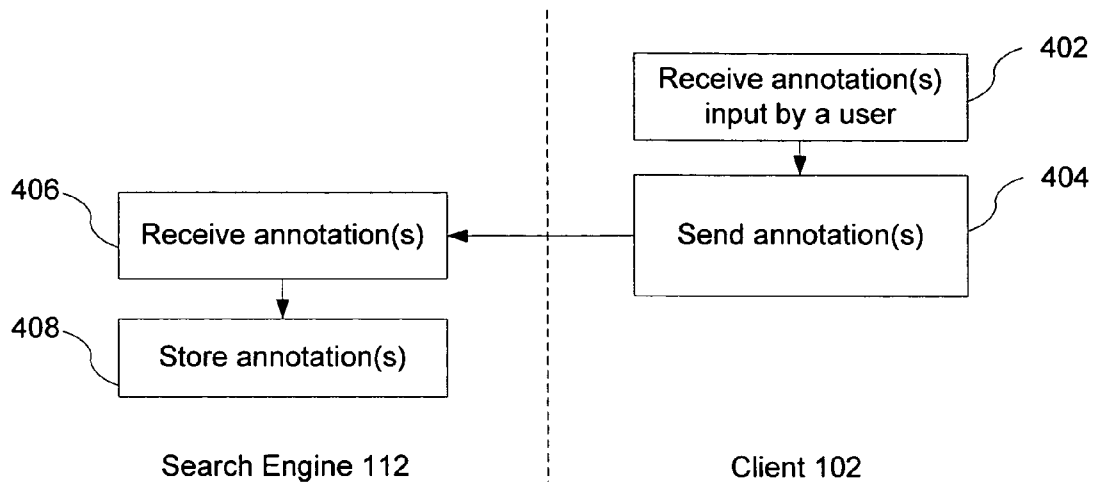 402
Receive annotation(s)
input by a user
404
Send annotation(s)
406
Receive annotation(s)
408
Store annotation(s)
Search Engine 112
Client 102